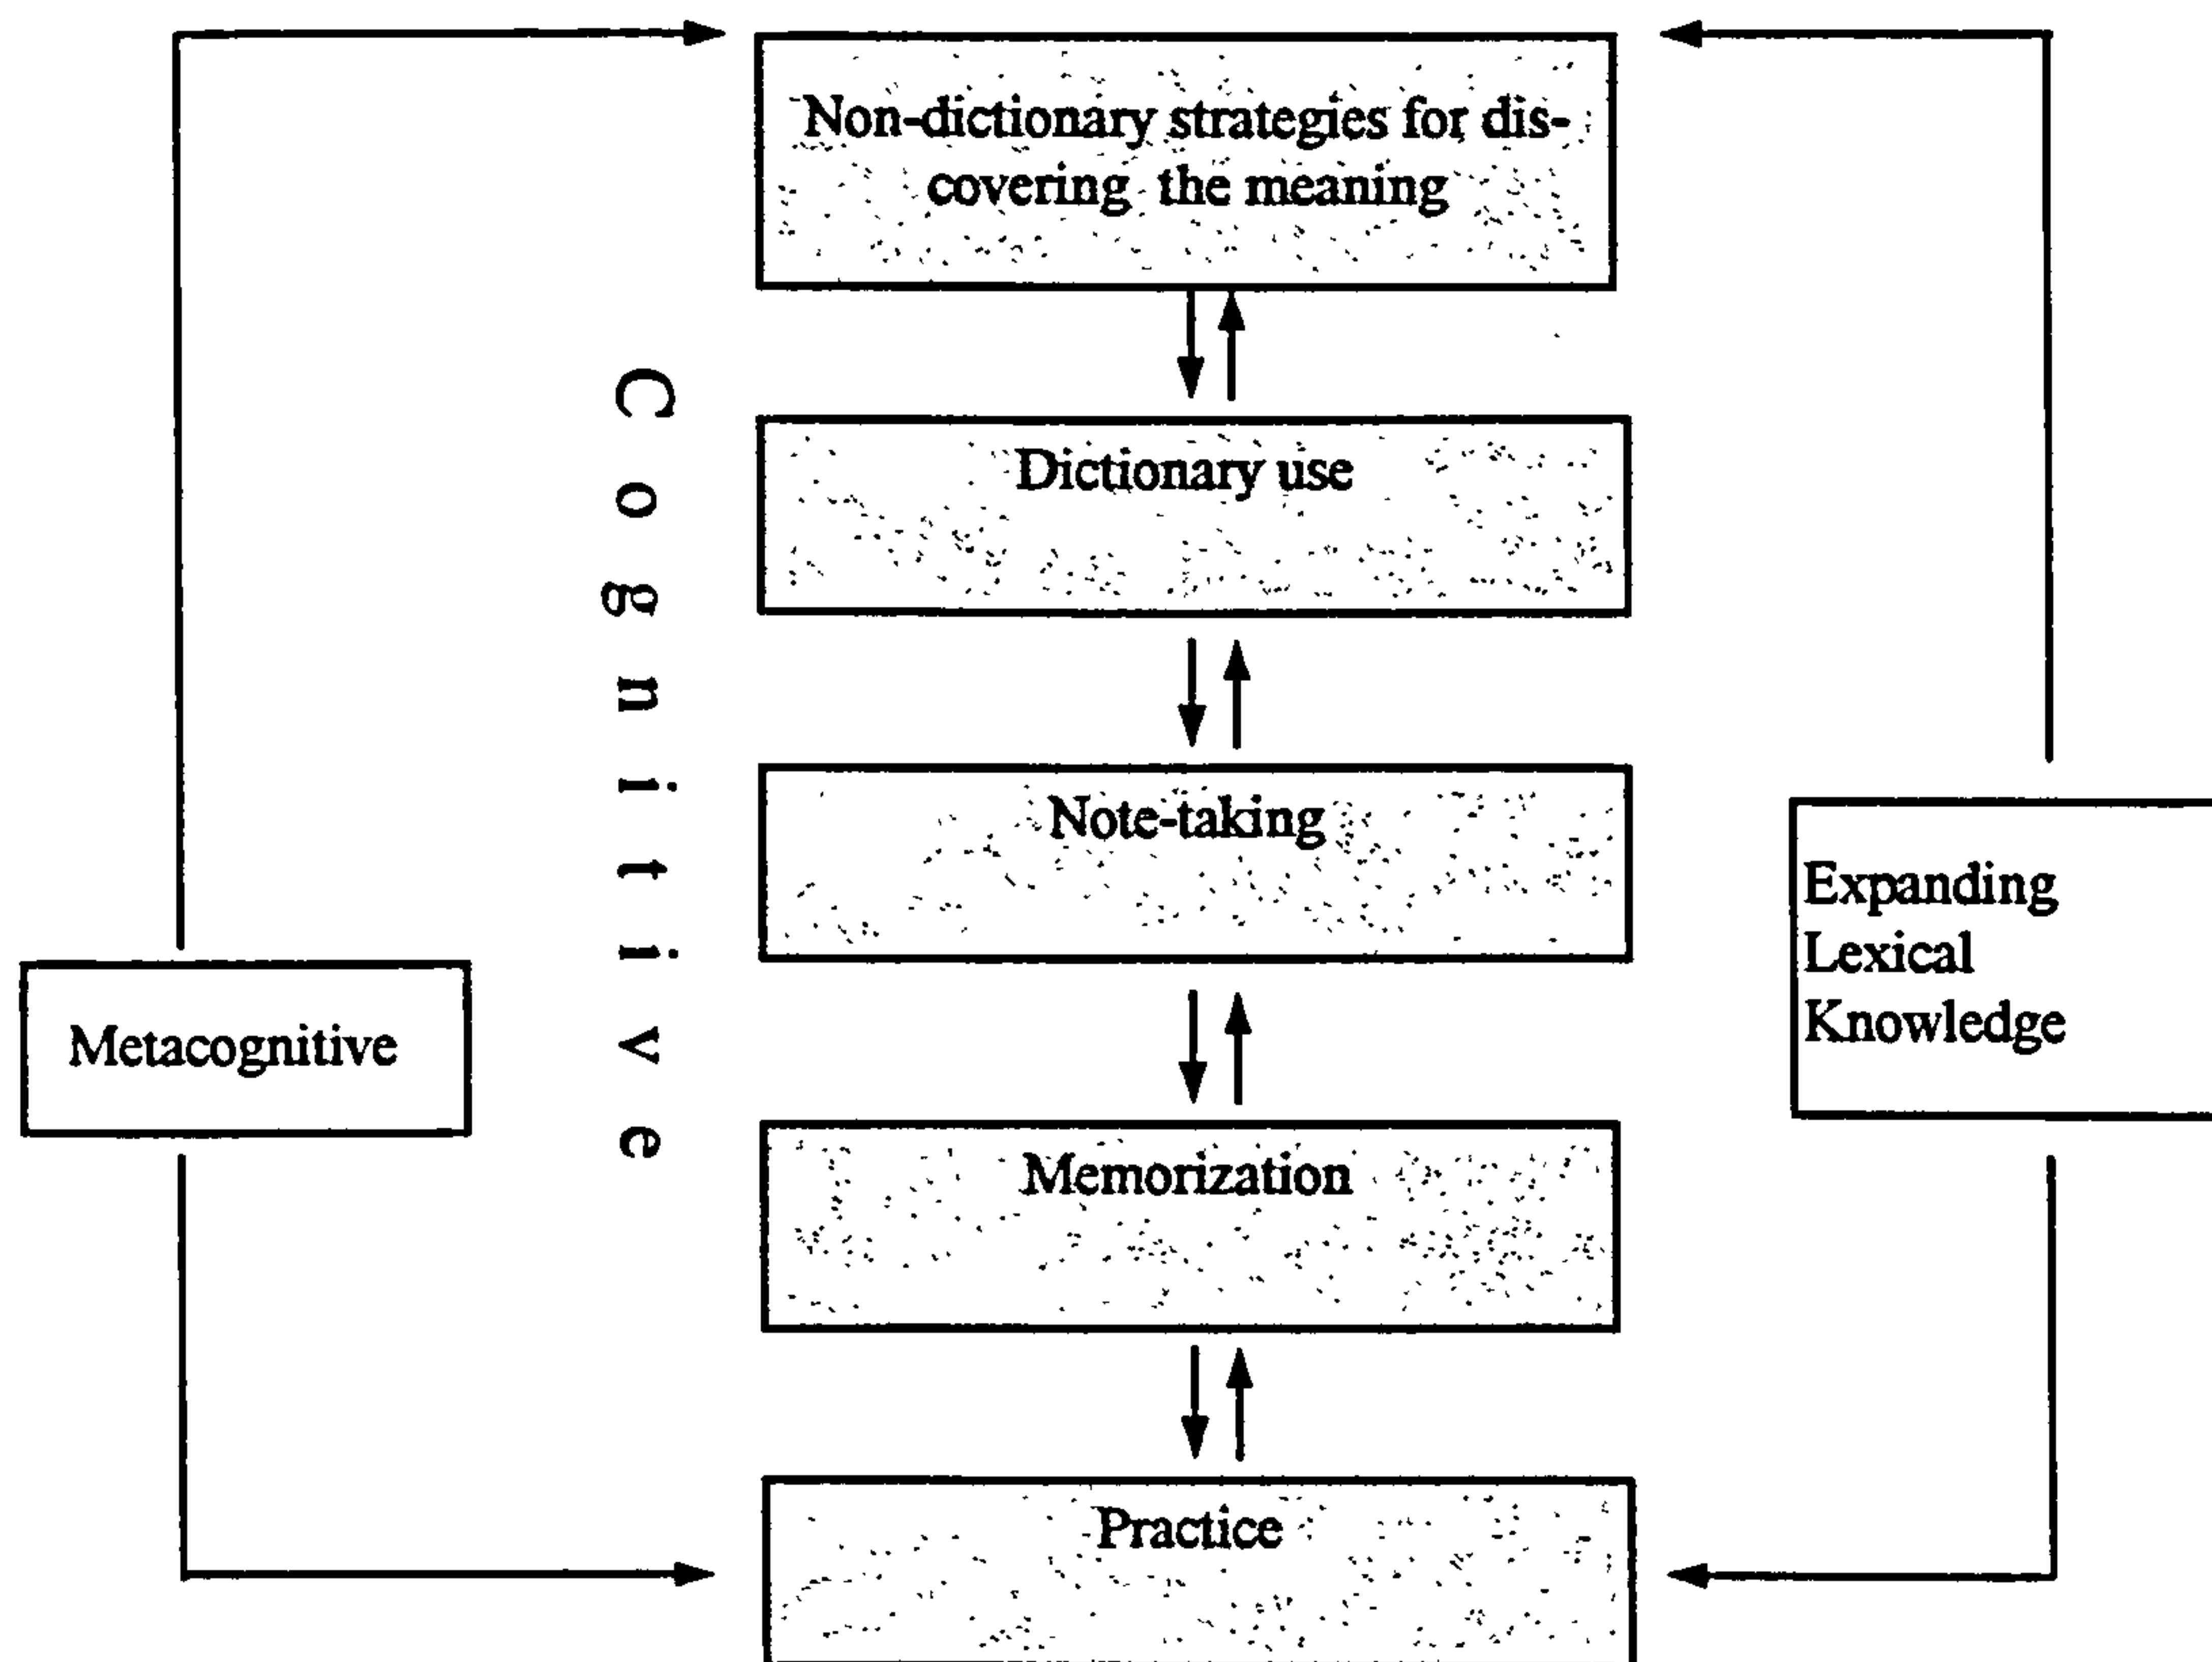 Non-dictionary strategies for dis-
covering the meaning
Cognitive
Dictionary use
Note-taking
Expanding
Lexical
Knowledge
Metacognitive
Memorization
Practice